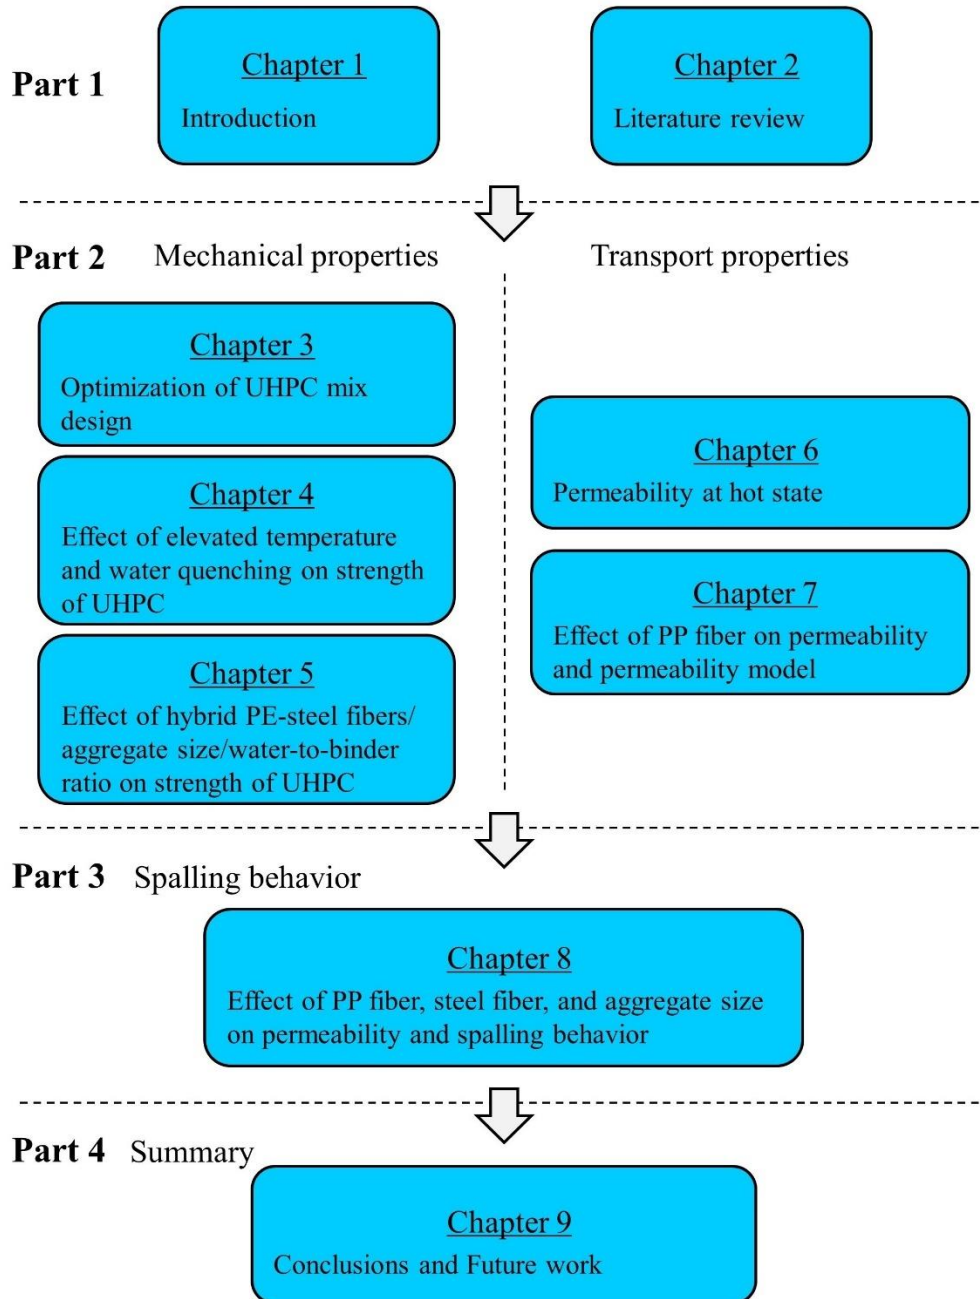 Part 1
Chapter 1
Introduction
Chapter 2
Literature review
Part 2
Mechanical properties
Transport properties
Chapter 3
Optimization of UHPC mix
design
Chapter 4
Effect of elevated temperature
and water quenching on strength
of UHPC
Chapter 5
Effect of hybrid PE-steel fibers/
aggregate size/water-to-binder
ratio on strength of UHPC
Chapter 6
Permeability at hot state
Chapter 7
Effect of PP fiber on permeability
and permeability model
Part 3 Spalling behavior
Chapter 8
Effect of PP fiber, steel fiber, and aggregate size
on permeability and spalling behavior
Part 4 Summary
Chapter 9
Conclusions and Future work